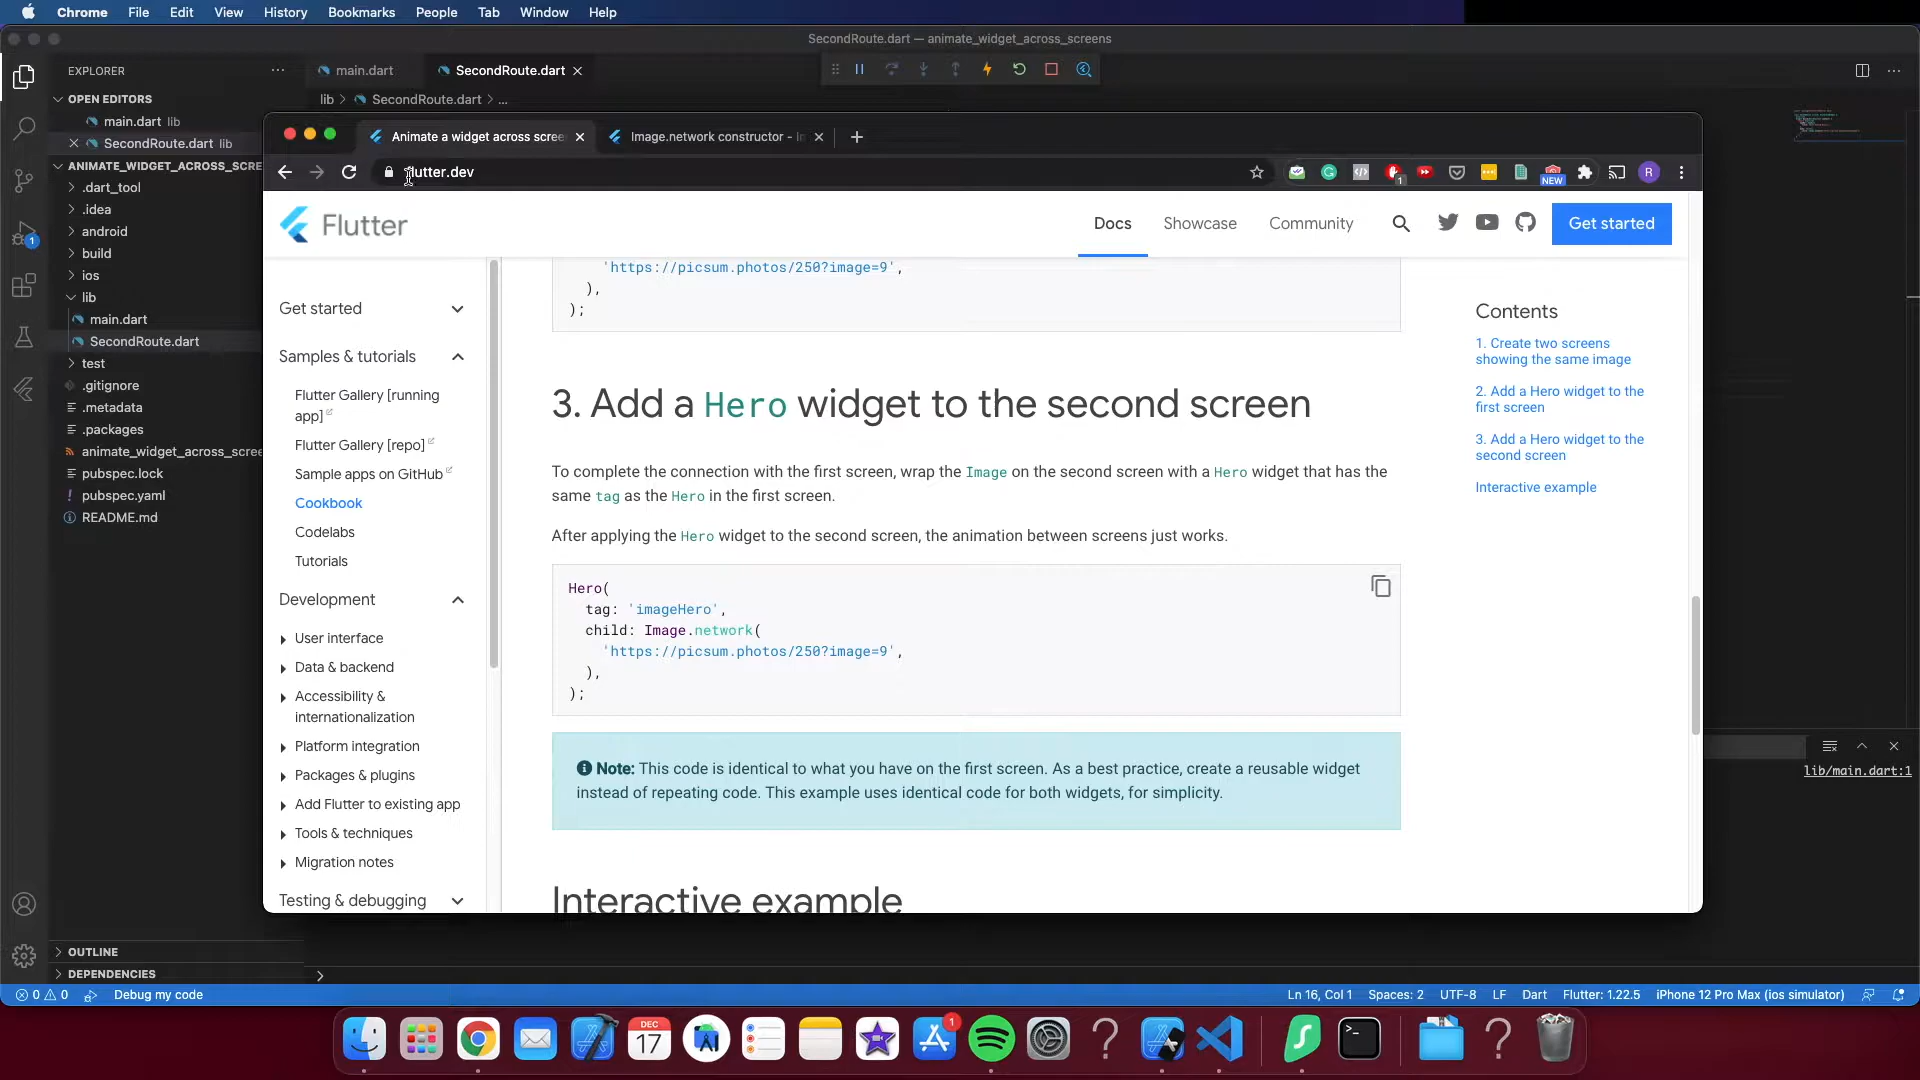 Chrome File Edit View History Bookmarks People Tab Window Help
SecondRoute.dart — animate_widget_across_screens
EXPLORER
main.dart
SecondRoute.dart
OPEN EDITORS
lib > SecondRoute.dart > ...
main.dart lib
SecondRoute.dart lib
ANIMATE_WIDGET_ACROSS_SCRE
.dart_tool
.idea
android
build
ios
lib
main.dart
SecondRoute.dart
test
.gitignore
.metadata
.packages
animate_widget_across_scree
pubspec.lock
pubspec.yaml
README.md
OUTLINE
DEPENDENCIES
Animate a widget across scree
Image.network constructor - I
flutter.dev
1
NEW
R
Flutter
Docs
Showcase
Community
Get started
Get started
Samples & tutorials
Flutter Gallery [running
app]
Flutter Gallery [repo]
Sample apps on GitHub
Cookbook
Codelabs
Tutorials
Development
User interface
Data & backend
Accessibility &
internationalization
Platform integration
Packages & plugins
Add Flutter to existing app
Tools & techniques
Migration notes
Testing & debugging
'https://picsum.photos/250?image=9',
),
);
3. Add a Hero widget to the second screen
To complete the connection with the first screen, wrap the Image on the second screen with a Hero widget that has the
same tag as the Hero in the first screen.
After applying the Hero widget to the second screen, the animation between screens just works.
Hero(
tag: 'imageHero',
child: Image.network(
'https://picsum.photos/250?image=9',
),
);
Note: This code is identical to what you have on the first screen. As a best practice, create a reusable widget
instead of repeating code. This example uses identical code for both widgets, for simplicity.
Interactive example
Contents
1. Create two screens
showing the same image
2. Add a Hero widget to the
first screen
3. Add a Hero widget to the
second screen
Interactive example
lib/main.dart:1
1
0 0 Debug my code
Ln 16, Col 1 Spaces: 2 UTF-8 LF Dart Flutter: 1.22.5 iPhone 12 Pro Max (ios simulator)
DEC
17
1